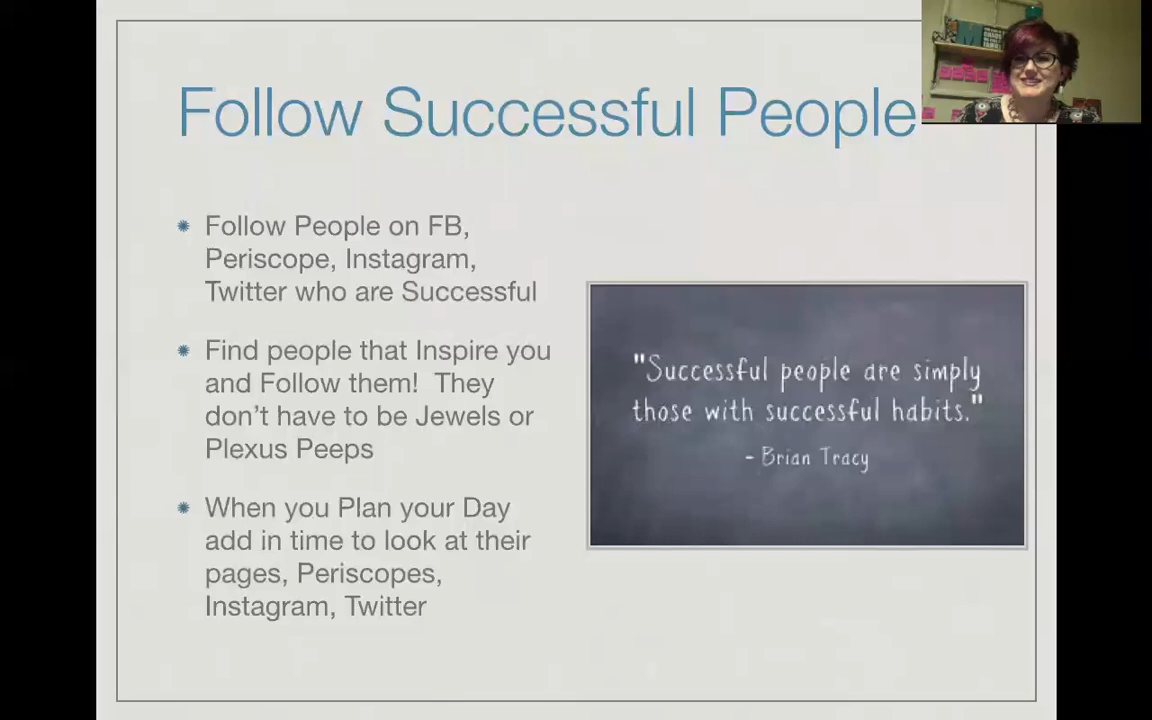 Follow Successful People
Follow People on FB,
Periscope, Instagram,
Twitter who are Successful
Find people that Inspire you
and Follow them!  They
don't have to be Jewels or
Plexus Peeps
When you Plan your Day
add in time to look at their
pages, Periscopes,
Instagram, Twitter
"Successful people are simply
those with successful habits."
- Brian Tracy
M